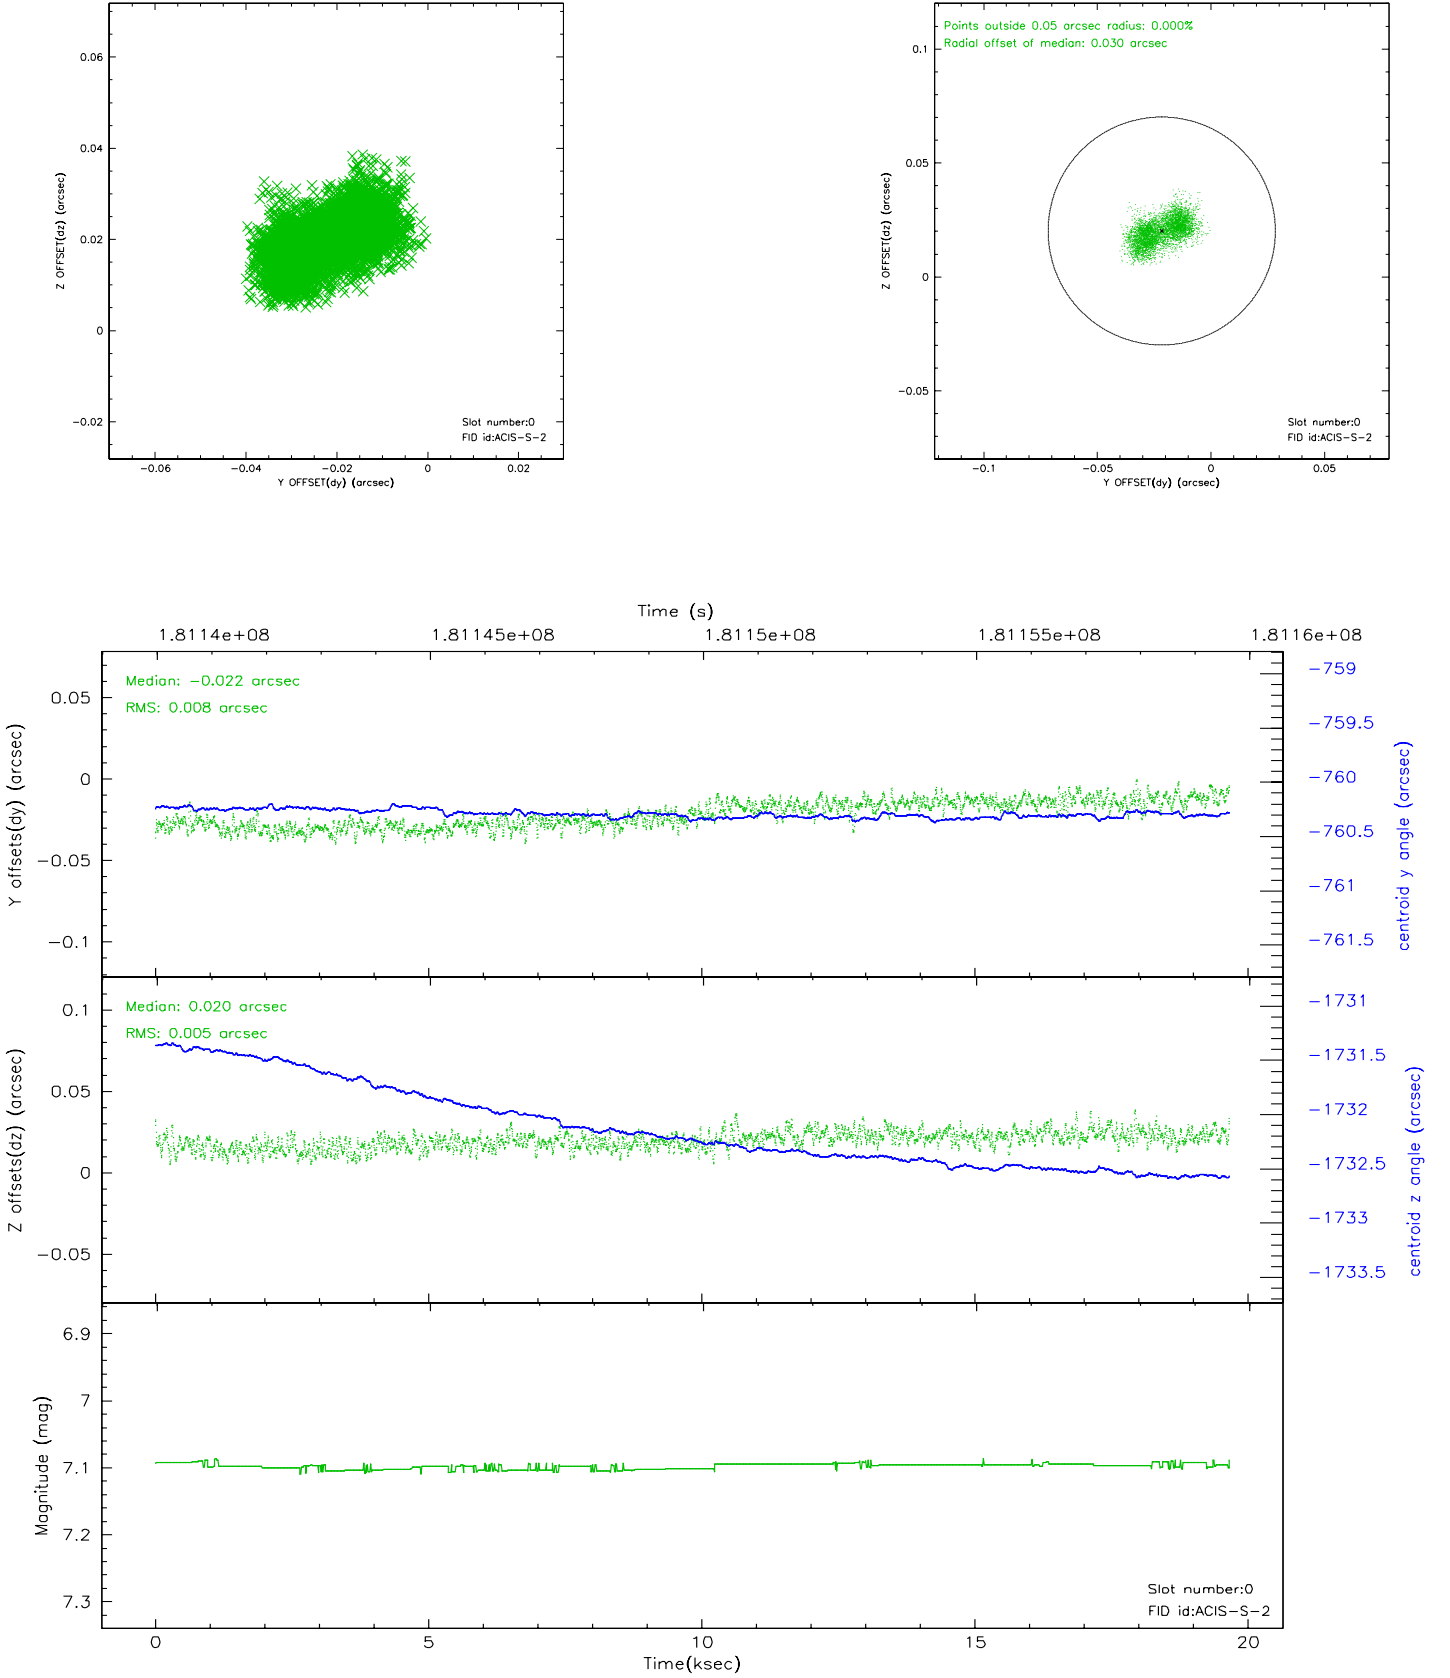 0.06
0.04
0.02
0
−0.02
Z OFFSET(dz) (arcsec)
Slot number:0
FID id:ACIS−S−2
−0.06 −0.04 −0.02 0 0.02
Y OFFSET(dy) (arcsec)
Points outside 0.05 arcsec radius: 0.000%
Radial offset of median: 0.030 arcsec
0.1
0.05
0
−0.05
Z OFFSET(dz) (arcsec)
Slot number:0
FID id:ACIS−S−2
−0.1 −0.05 0 0.05
Y OFFSET(dy) (arcsec)
Time (s)
1.8114e+08 1.81145e+08 1.8115e+08 1.81155e+08 1.8116e+08
Median: −0.022 arcsec
RMS: 0.008 arcsec
0.05
0
−0.05
−0.1
Y offsets(dy) (arcsec)
−759
−759.5
−760
−760.5
−761
−761.5
centroid y angle (arcsec)
Median: 0.020 arcsec
RMS: 0.005 arcsec
0.1
0.05
0
−0.05
Z offsets(dz) (arcsec)
−1731
−1731.5
−1732
−1732.5
−1733
−1733.5
centroid z angle (arcsec)
6.9
7
7.1
7.2
7.3
Magnitude (mag)
Slot number:0
FID id:ACIS−S−2
0 5 10 15 20
Time(ksec)